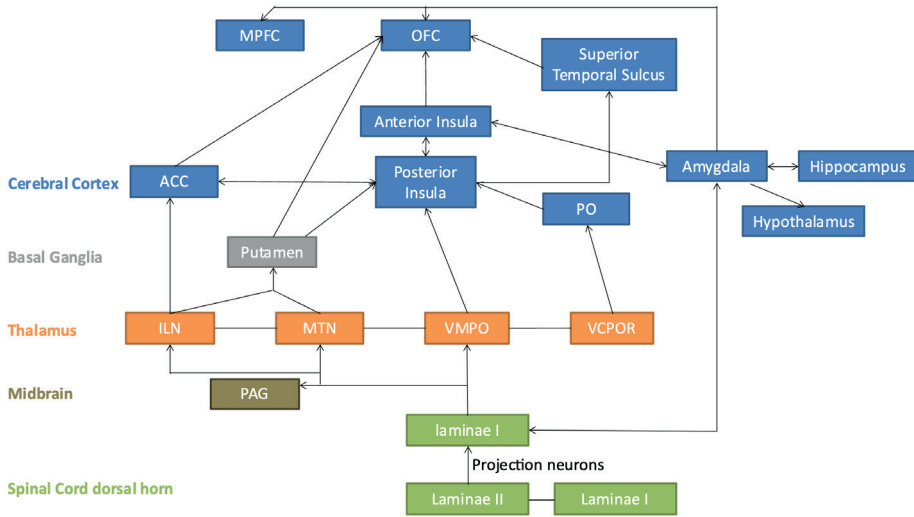 MPFC
OFC
Superior
Temporal Sulcus
Anterior Insula
Cerebral Cortex
ACC
Posterior
Insula
Amygdala
Hippocampus
PO
Hypothalamus
Basal Ganglia
Putamen
Thalamus
ILN
MTN
VMPO
VCPOR
Midbrain
PAG
laminae I
Projection neurons
Spinal Cord dorsal horn
Laminae II
Laminae I